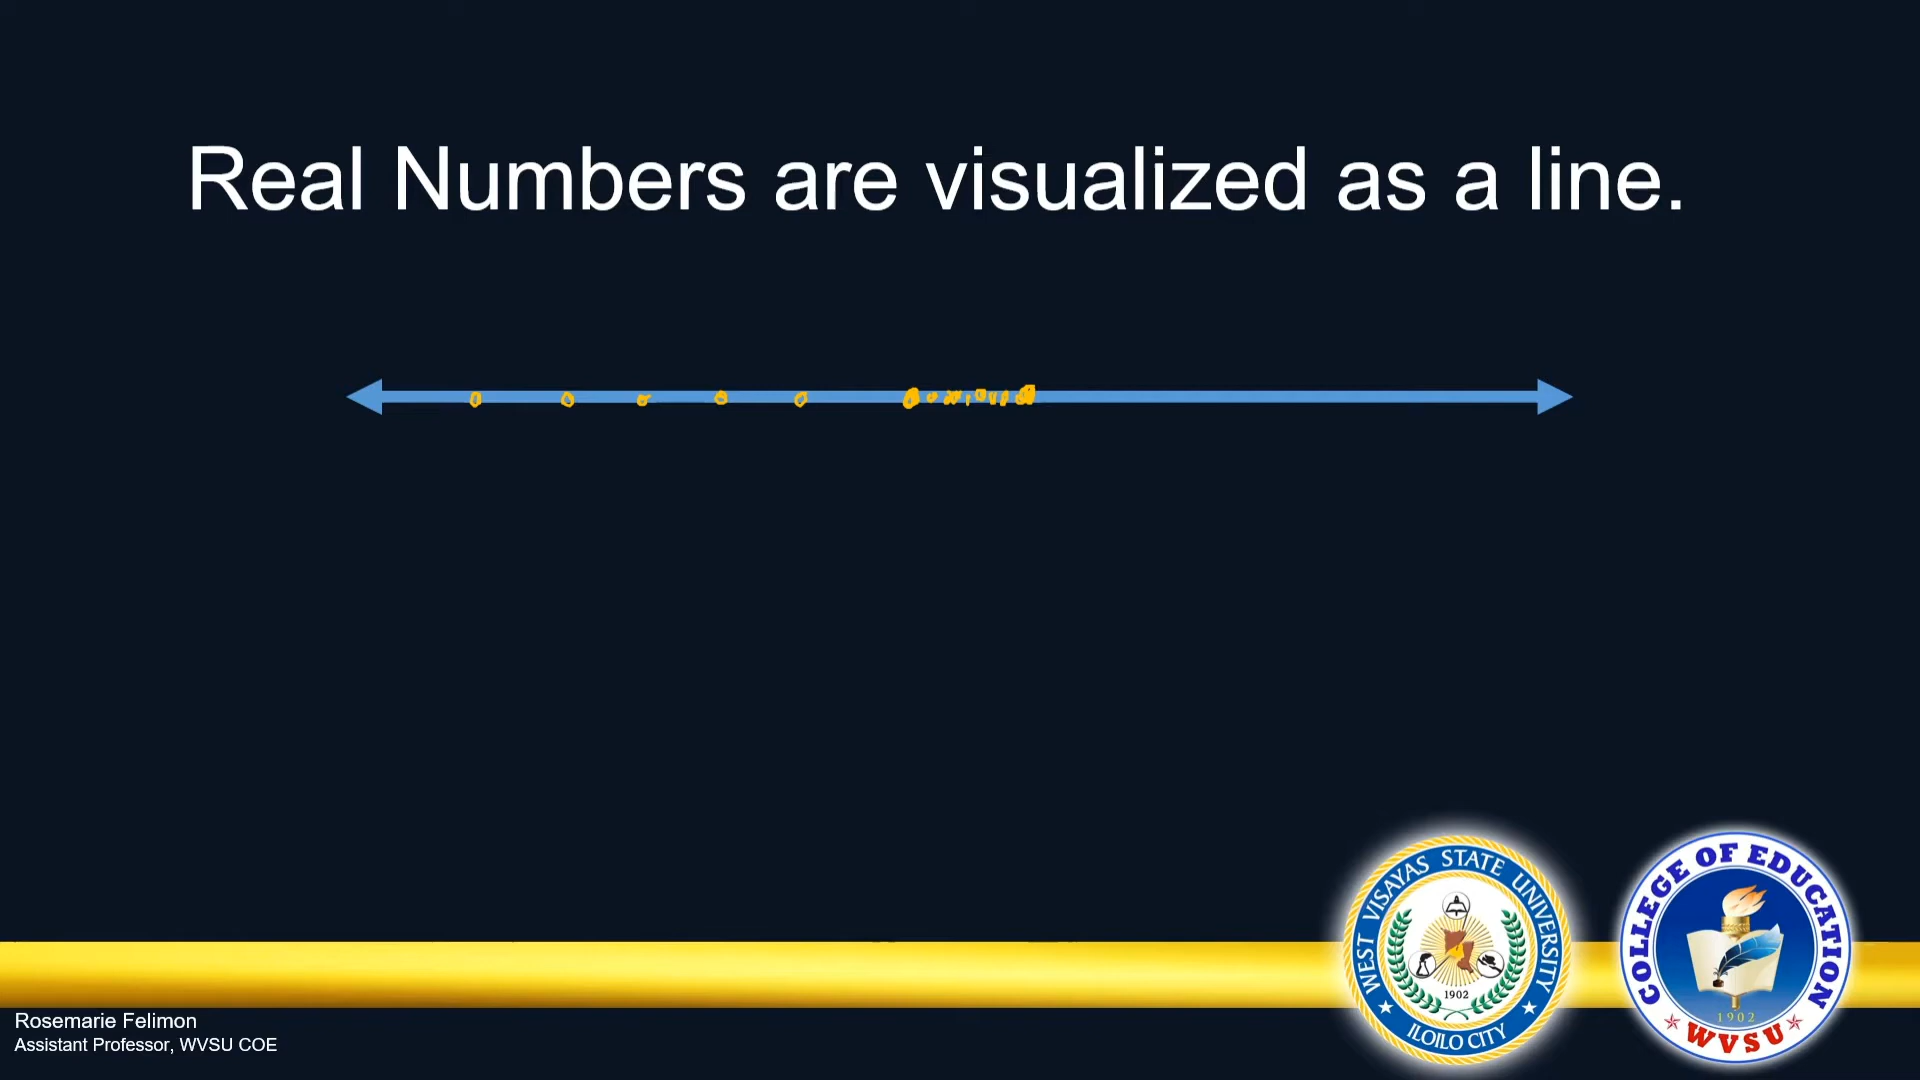 Real Numbers are visualized as a line.
WEST VISAYAS STATE UNIVERSITY
1902
ILOILO CITY
COLLEGE OF EDUCATION
1902
WVSU
Rosemarie Felimon
Assistant Professor, WVSU COE